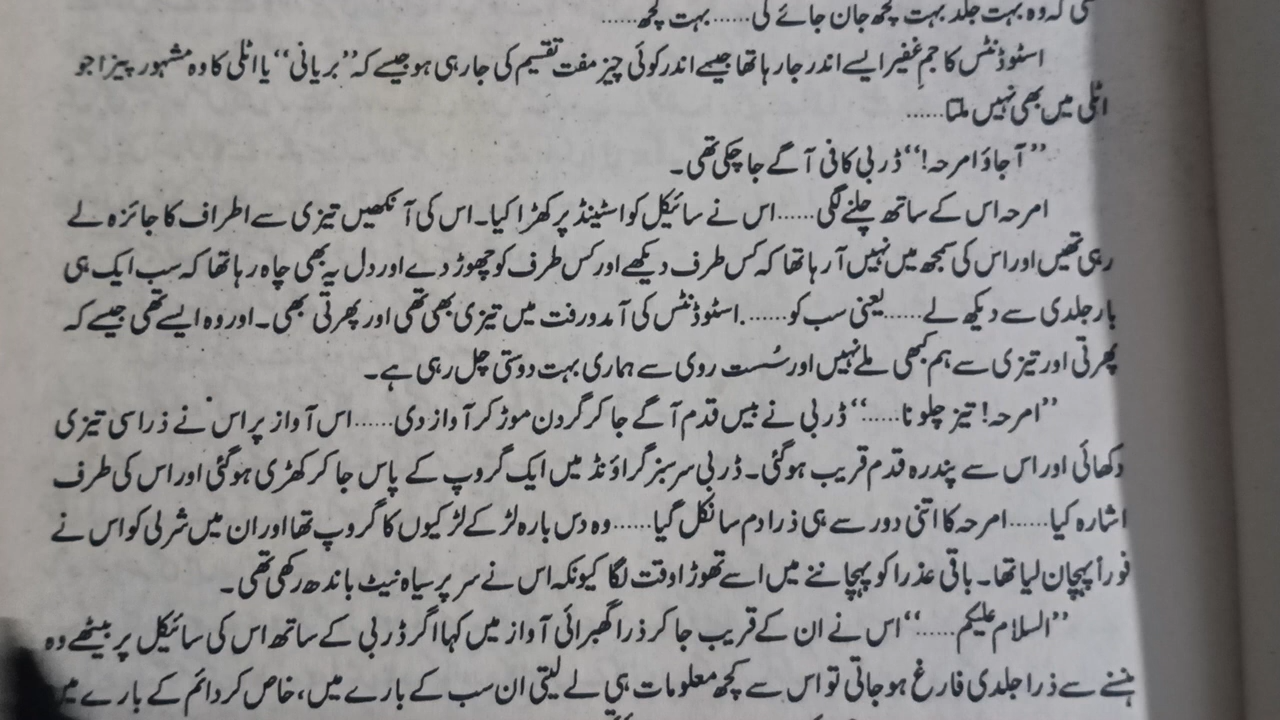 کہ وہ بہت جلد بہت کچھ جان جائے گی...... بہت کچھ......
اسٹوڈنٹس کا جمِ غفیر ایسے اندر جا رہا تھا جیسے اندر کوئی چیز مفت تقسیم کی جا رہی ہو جیسے کہ ’’بریانی‘‘ یا اٹلی کا وہ مشہور پیزا جو
اٹلی میں بھی نہیں ملتا......
’’آجاؤ امرحہ!‘‘ ڈربی کافی آگے جا چکی تھی۔
امرحہ اس کے ساتھ چلنے لگی...... اس نے سائیکل کو اسٹینڈ پر کھڑا کیا۔ اس کی آنکھیں تیزی سے اطراف کا جائزہ لے
رہی تھیں اور اس کی سمجھ میں نہیں آ رہا تھا کہ کس طرف دیکھے اور کس طرف کو چھوڑ دے اور دل یہ بھی چاہ رہا تھا کہ سب ایک ہی
بار جلدی سے دیکھ لے...... یعنی سب کو...... اسٹوڈنٹس کی آمدورفت میں تیزی بھی تھی اور پھرتی بھی۔ اور وہ ایسے تھی جیسے کہ
پھرتی اور تیزی سے ہم کبھی ملے نہیں اور سُست روی سے ہماری بہت دوستی چل رہی ہے۔
’’امرحہ! تیز چلو نا......‘‘ ڈربی نے بیس قدم آگے جا کر گردن موڑ کر آواز دی...... اس آواز پر اس نے ذرا سی تیزی
دکھائی اور اس سے پندرہ قدم قریب ہو گئی۔ ڈربی سرسبز گراؤنڈ میں ایک گروپ کے پاس جا کر کھڑی ہو گئی اور اس کی طرف
اشارہ کیا...... امرحہ کا اتنی دور سے ہی ذرا دم سا نکل گیا...... وہ دس بارہ لڑکے لڑکیوں کا گروپ تھا اور ان میں شرلی کو اس نے
فوراً پہچان لیا تھا۔ باقی عذرا کو پہچاننے میں اسے تھوڑا وقت لگا کیونکہ اس نے سر پر سیاہ نیٹ باندھ رکھی تھی۔
’’السلام علیکم......‘‘ اس نے ان کے قریب جا کر ذرا گھبرائی آواز میں کہا اگر ڈربی کے ساتھ اس کی سائیکل پر بیٹھے وہ
ہنسنے سے ذرا جلدی فارغ ہو جاتی تو اس سے کچھ معلومات ہی لے لیتی ان سب کے بارے میں، خاص کر دائم کے بارے میں